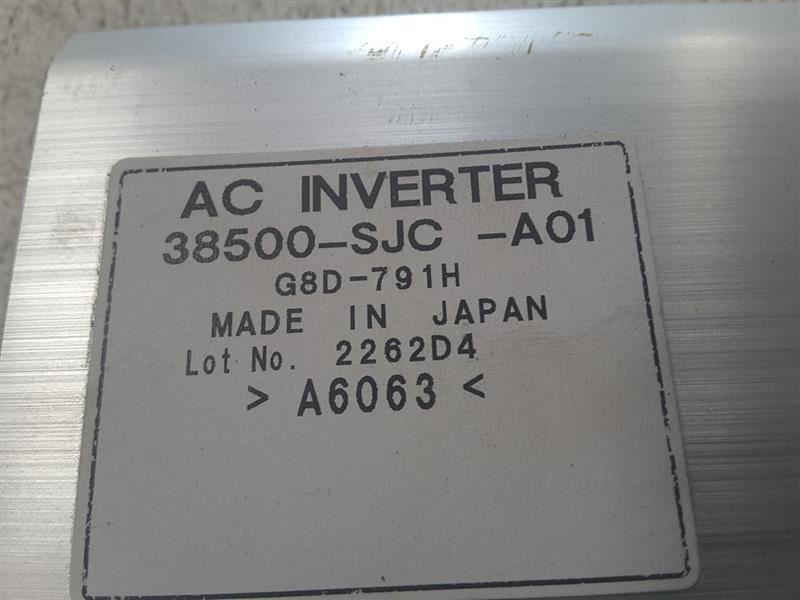 AC INVERTER
38500-SJC -A01
G8D-791H
MADE IN JAPAN
Lot No. 2262D4
> A6063 <